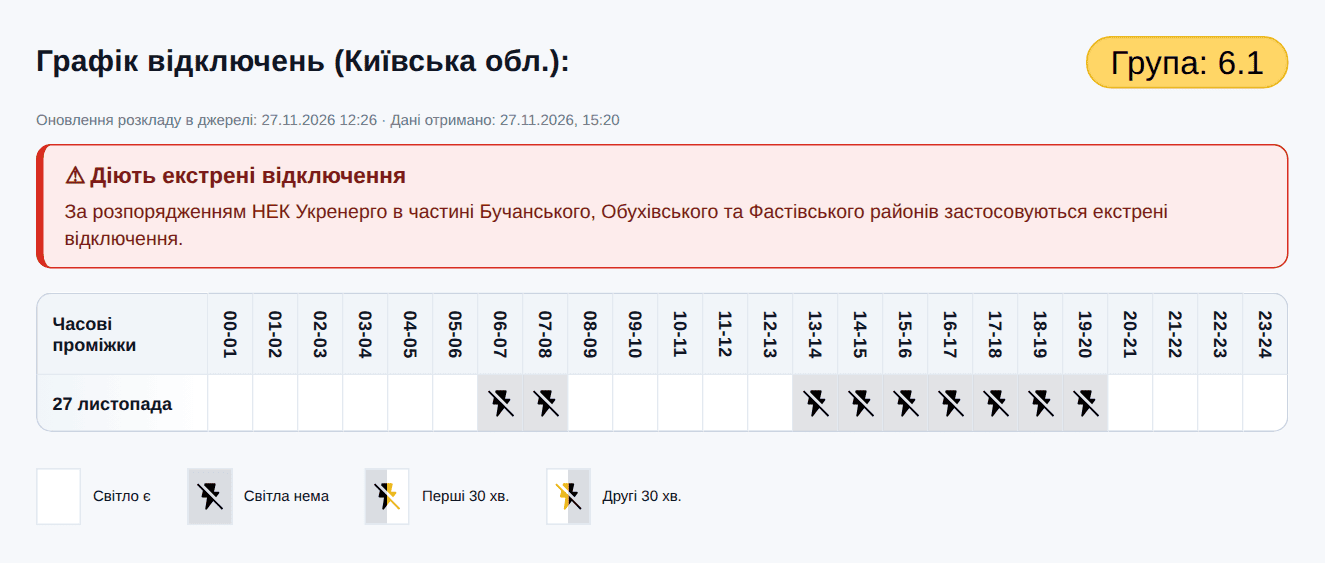 Графік відключень (Київська обл.):
Група: 6.1
Оновлення розкладу в джерелі: 27.11.2026 12:26 · Дані отримано: 27.11.2026, 15:20
⚠ Діють екстрені відключення
За розпорядженням НЕК Укренерго в частині Бучанського, Обухівського та Фастівського районів застосовуються екстрені
відключення.
Часові
проміжки
00-01
01-02
02-03
03-04
04-05
05-06
06-07
07-08
08-09
09-10
10-11
11-12
12-13
13-14
14-15
15-16
16-17
17-18
18-19
19-20
20-21
21-22
22-23
23-24
27 листопада
Світло є
Світла нема
Перші 30 хв.
Другі 30 хв.